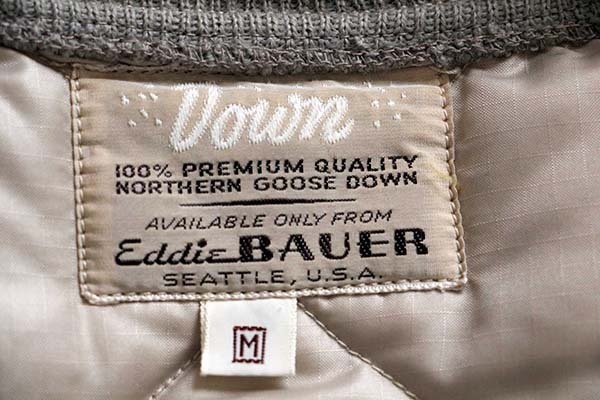 Down
100% PREMIUM QUALITY
NORTHERN GOOSE DOWN
AVAILABLE ONLY FROM
Eddie BAUER
SEATTLE, U.S.A.
M